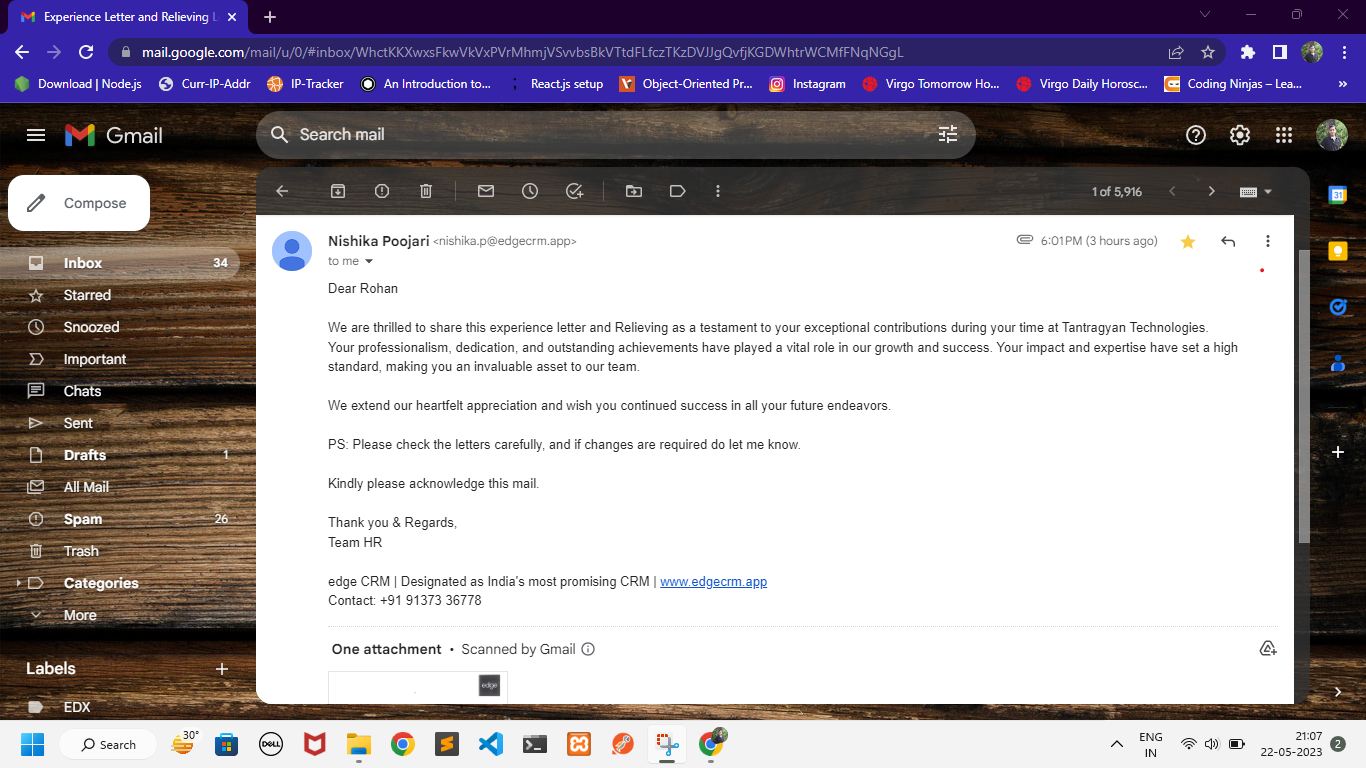 Experience Letter and Relieving L
mail.google.com/mail/u/0/#inbox/WhctKKXwxsFkwVkVxPVrMhmjVSvvbsBkVTtdFLfczTKzDVJJgQvfjKGDWhtrWCMfFNqNGgL
Download | Node.js Curr-IP-Addr IP-Tracker An Introduction to... React.js setup Object-Oriented Pr... Instagram Virgo Tomorrow Ho... Virgo Daily Horosc... Coding Ninjas – Lea... »
Gmail
Search mail
Compose
1 of 5,916
Inbox 34
Starred
Snoozed
Important
Chats
Sent
Drafts 1
All Mail
Spam 26
Trash
Categories
More
Labels
EDX
Nishika Poojari <nishika.p@edgecrm.app>
6:01 PM (3 hours ago)
to me
Dear Rohan
We are thrilled to share this experience letter and Relieving as a testament to your exceptional contributions during your time at Tantragyan Technologies.
Your professionalism, dedication, and outstanding achievements have played a vital role in our growth and success. Your impact and expertise have set a high
standard, making you an invaluable asset to our team.
We extend our heartfelt appreciation and wish you continued success in all your future endeavors.
PS: Please check the letters carefully, and if changes are required do let me know.
Kindly please acknowledge this mail.
Thank you & Regards,
Team HR
edge CRM | Designated as India's most promising CRM | www.edgecrm.app
Contact: +91 91373 36778
One attachment • Scanned by Gmail
edge
31
30°
Search
DELL
ENG
IN
21:07
22-05-2023
2